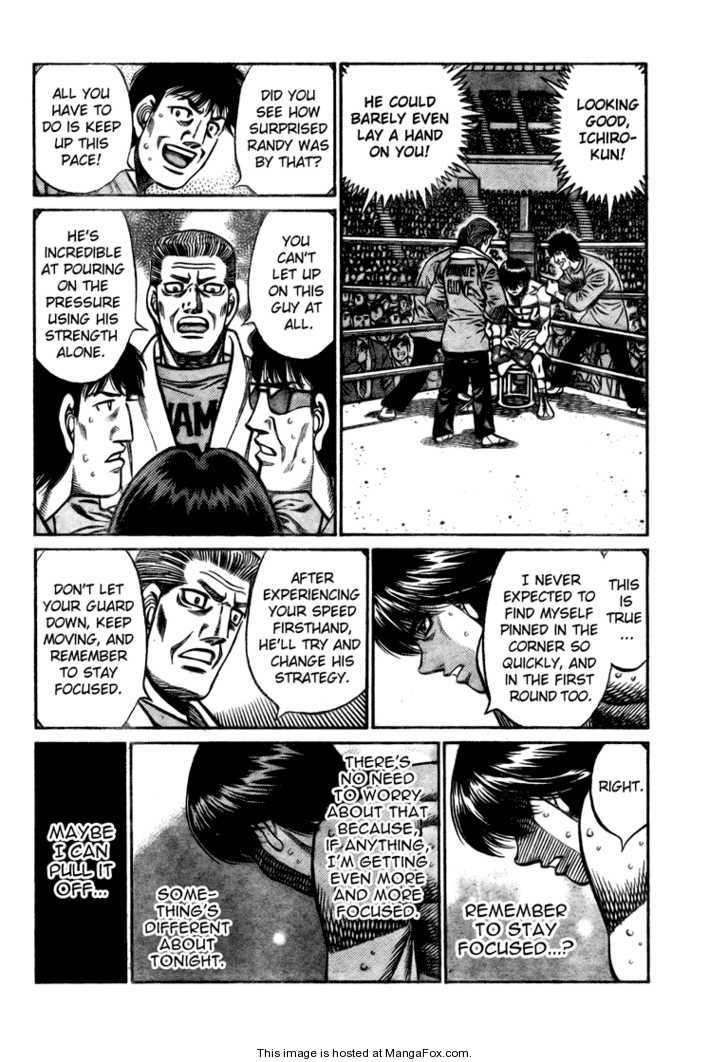 LOOKING
GOOD,
ICHIRO-
KUN!
HE COULD
BARELY EVEN
LAY A HAND
ON YOU!
DID YOU
SEE HOW
SURPRISED
RANDY WAS
BY THAT?
ALL YOU
HAVE TO
DO IS KEEP
UP THIS
PACE!
YOU
CAN'T
LET UP
ON THIS
GUY AT
ALL.
HE'S
INCREDIBLE
AT POURING
ON THE
PRESSURE
USING HIS
STRENGTH
ALONE.
THIS
IS
TRUE
...
I NEVER
EXPECTED TO
FIND MYSELF
PINNED IN THE
CORNER SO
QUICKLY, AND
IN THE FIRST
ROUND TOO.
AFTER
EXPERIENCING
YOUR SPEED
FIRSTHAND,
HE'LL TRY AND
CHANGE HIS
STRATEGY.
DON'T LET
YOUR GUARD
DOWN, KEEP
MOVING, AND
REMEMBER
TO STAY
FOCUSED.
RIGHT.
REMEMBER
TO STAY
FOCUSED...?
THERE'S
NO NEED
TO WORRY
ABOUT THAT
BECAUSE,
IF ANYTHING,
I'M GETTING
EVEN MORE
AND MORE
FOCUSED.
SOME-
THING'S
DIFFERENT
ABOUT
TONIGHT.
MAYBE
I CAN
PULL IT
OFF...
This image is hosted at MangaFox.com.